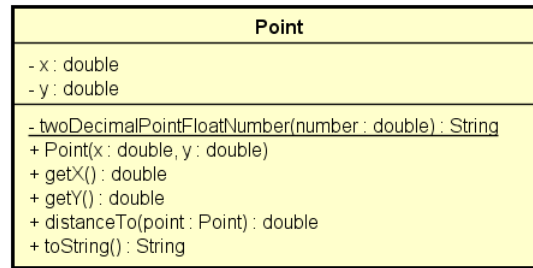 Point
- x : double
- y : double
- twoDecimalPointFloatNumber(number : double) : String
+ Point(x : double, y : double)
+ getX() : double
+ getY() : double
+ distanceTo(point : Point) : double
+ toString() : String